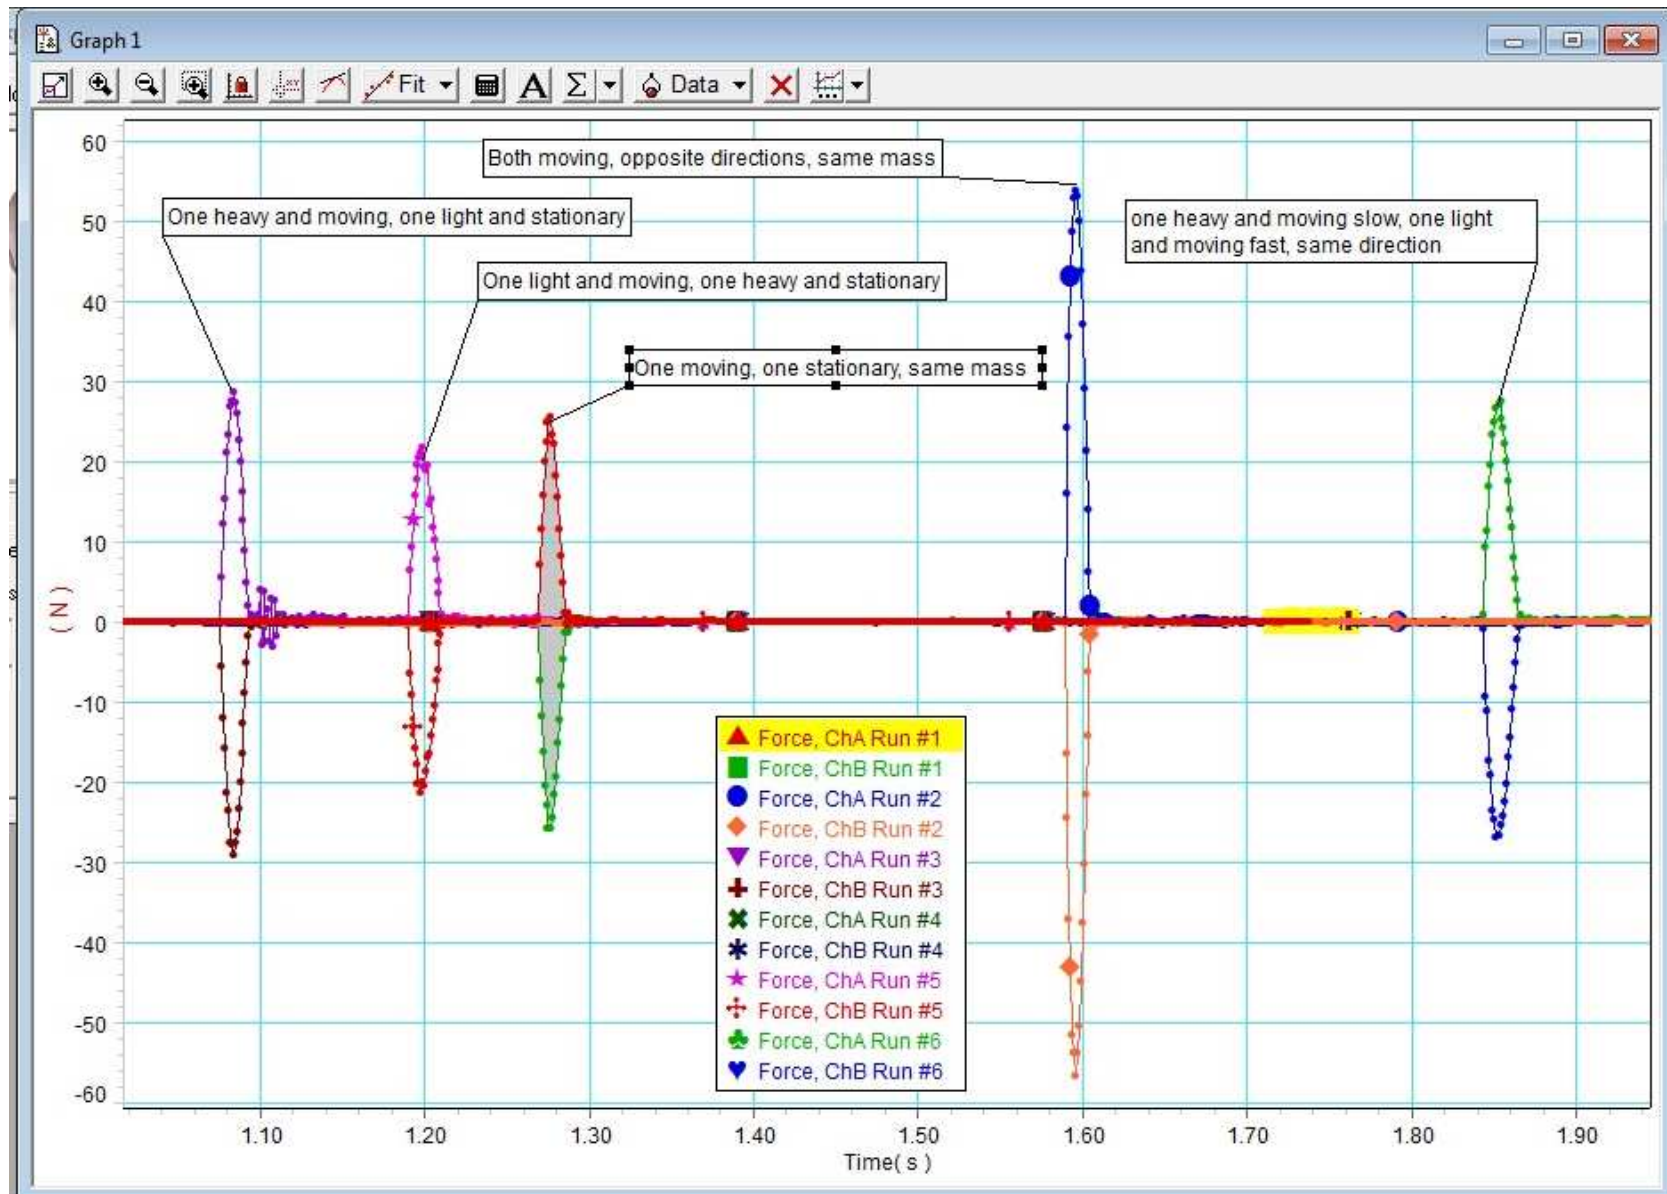 Graph 1
Fit
A
Σ
Data
Both moving, opposite directions, same mass
One heavy and moving, one light and stationary
one heavy and moving slow, one light
and moving fast, same direction
One light and moving, one heavy and stationary
One moving, one stationary, same mass
60
50
40
30
20
10
0
-10
-20
-30
-40
-50
-60
( N )
Force, ChA Run #1
Force, ChB Run #1
Force, ChA Run #2
Force, ChB Run #2
Force, ChA Run #3
Force, ChB Run #3
Force, ChA Run #4
Force, ChB Run #4
Force, ChA Run #5
Force, ChB Run #5
Force, ChA Run #6
Force, ChB Run #6
1.10 1.20 1.30 1.40 1.50 1.60 1.70 1.80 1.90
Time( s )